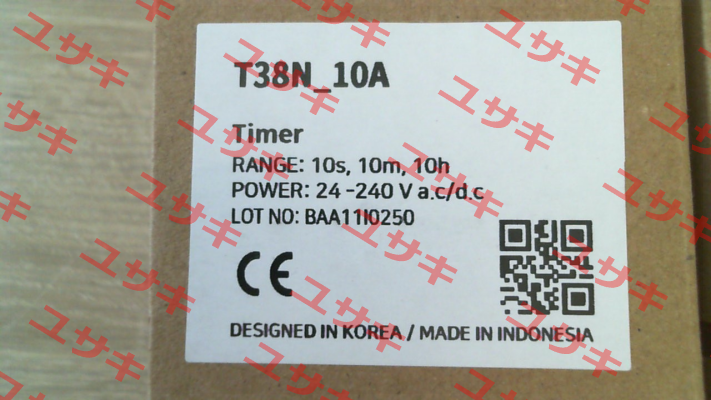 T38N_10A
Timer
RANGE: 10s, 10m, 10h
POWER: 24 -240 V a.c/d.c
LOT NO: BAA11I0250
CE
DESIGNED IN KOREA / MADE IN INDONESIA
ユサキ